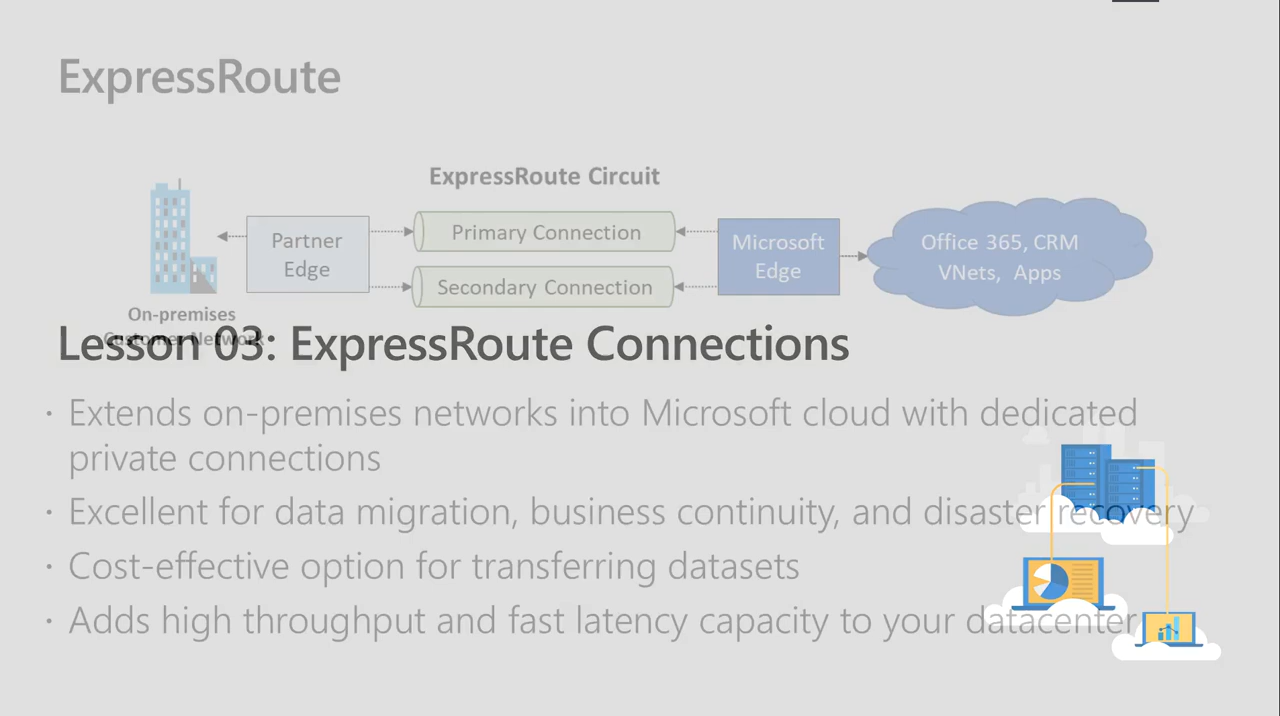 ExpressRoute
ExpressRoute Circuit
Partner
Edge
Primary Connection
Secondary Connection
Microsoft
Edge
Office 365, CRM
VNets, Apps
On-premises
Customer Network
Lesson 03: ExpressRoute Connections
· Extends on-premises networks into Microsoft cloud with dedicated
private connections
· Excellent for data migration, business continuity, and disaster recovery
· Cost-effective option for transferring datasets
· Adds high throughput and fast latency capacity to your datacenter